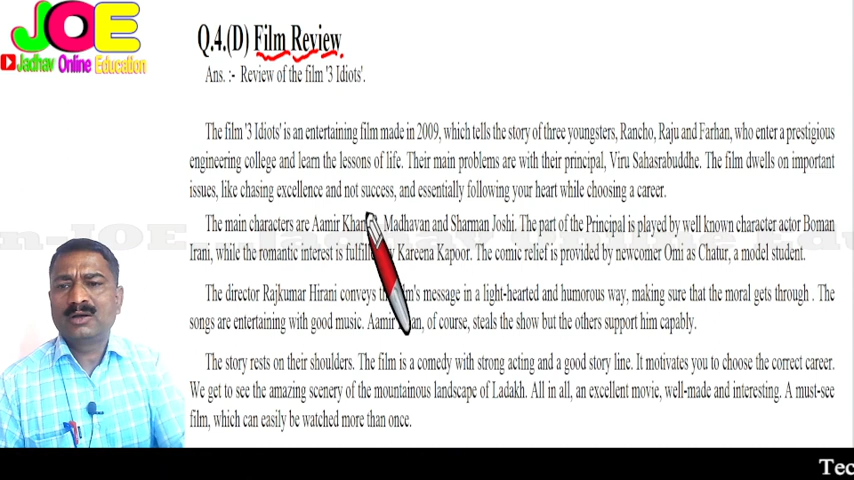 JOE
Jadhav Online Education
Q.4.(D) Film Review
Ans. :- Review of the film '3 Idiots'.
The film '3 Idiots' is an entertaining film made in 2009, which tells the story of three youngsters, Rancho, Raju and Farhan, who enter a prestigious
engineering college and learn the lessons of life. Their main problems are with their principal, Viru Sahasrabuddhe. The film dwells on important
issues, like chasing excellence and not success, and essentially following your heart while choosing a career.
The main characters are Aamir Khan Madhavan and Sharman Joshi. The part of the Principal is played by well known character actor Boman
Irani, while the romantic interest is fulfilled by Kareena Kapoor. The comic relief is provided by newcomer Omi as Chatur, a model student.
The director Rajkumar Hirani conveys the film's message in a light-hearted and humorous way, making sure that the moral gets through . The
songs are entertaining with good music. Aamir Khan, of course, steals the show but the others support him capably.
The story rests on their shoulders. The film is a comedy with strong acting and a good story line. It motivates you to choose the correct career.
We get to see the amazing scenery of the mountainous landscape of Ladakh. All in all, an excellent movie, well-made and interesting. A must-see
film, which can easily be watched more than once.
Tec